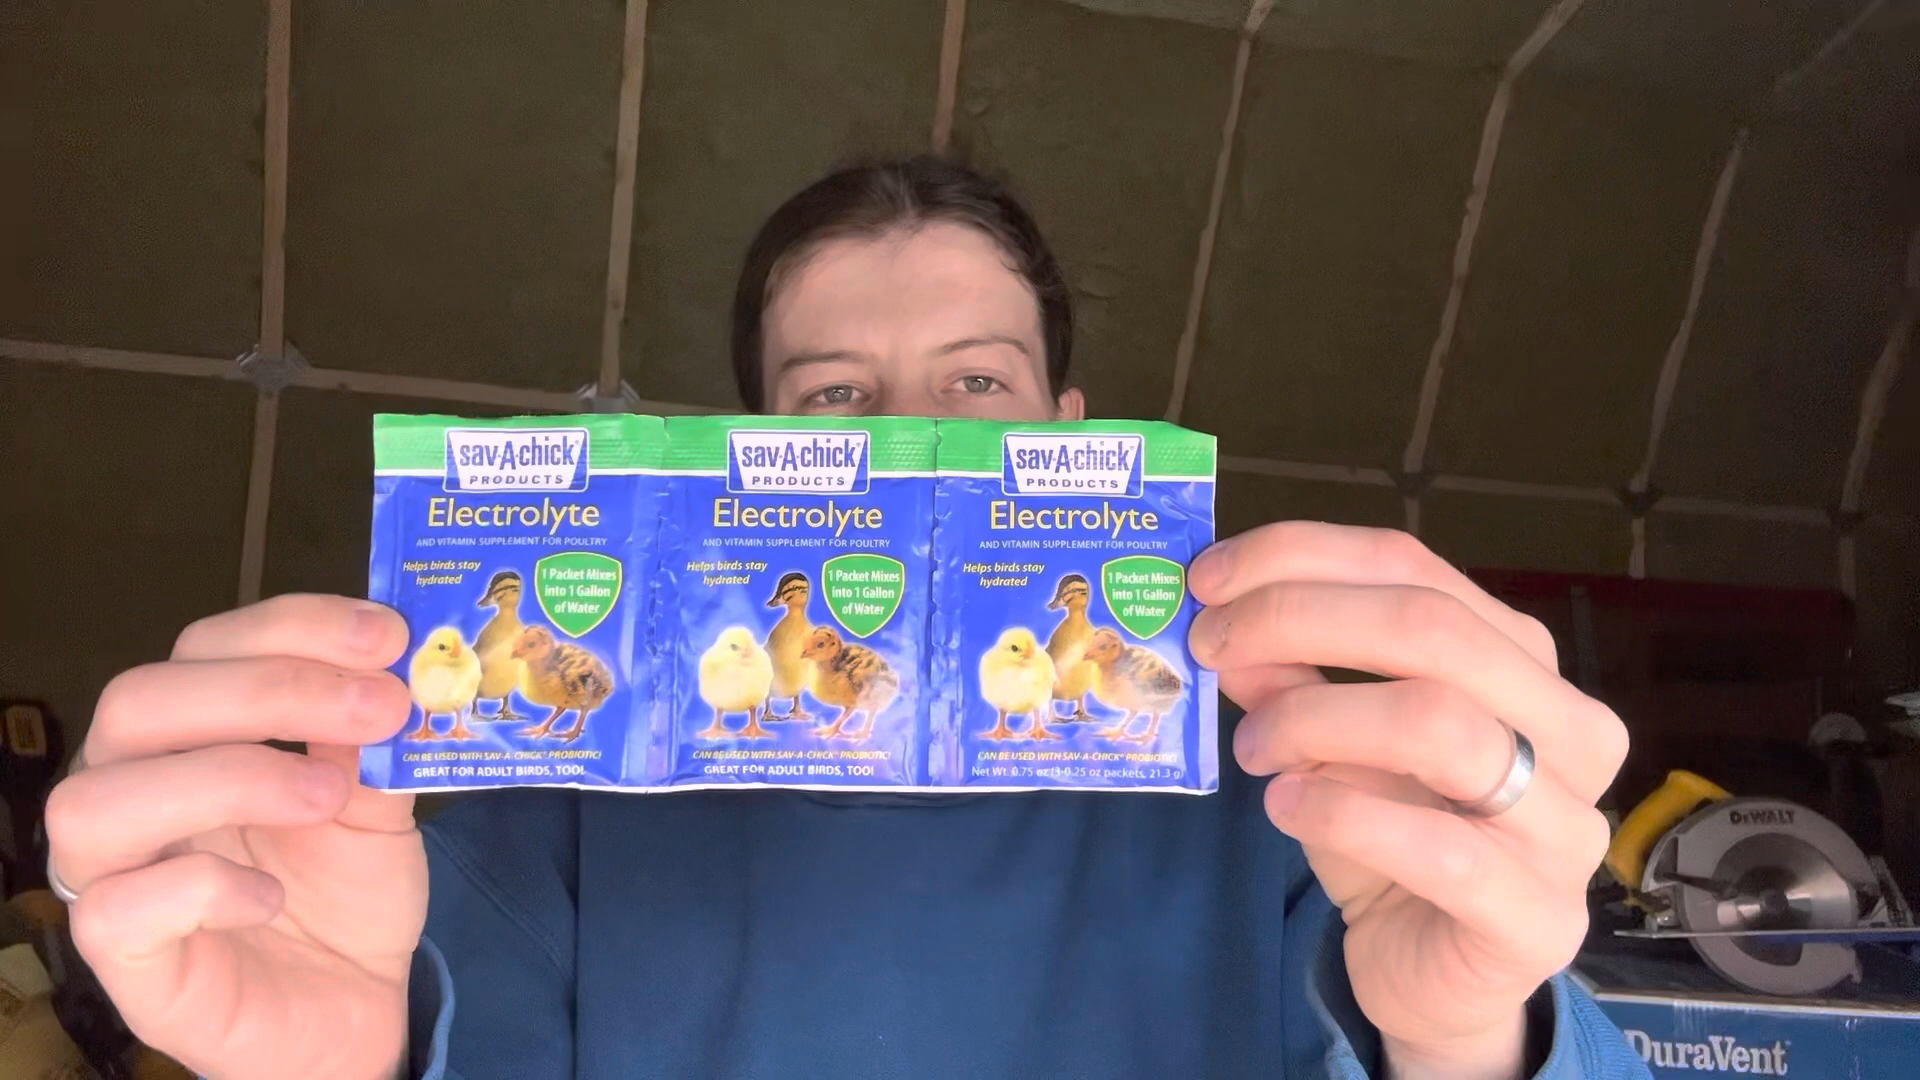 sav-A-chick®
PRODUCTS
Electrolyte
AND VITAMIN SUPPLEMENT FOR POULTRY
Helps birds stay
hydrated
1 Packet Mixes
into 1 Gallon
of Water
CAN BE USED WITH SAV-A-CHICK® PROBIOTIC!
GREAT FOR ADULT BIRDS, TOO!
sav-A-chick®
PRODUCTS
Electrolyte
AND VITAMIN SUPPLEMENT FOR POULTRY
Helps birds stay
hydrated
1 Packet Mixes
into 1 Gallon
of Water
CAN BE USED WITH SAV-A-CHICK® PROBIOTIC!
GREAT FOR ADULT BIRDS, TOO!
sav-A-chick®
PRODUCTS
Electrolyte
AND VITAMIN SUPPLEMENT FOR POULTRY
Helps birds stay
hydrated
1 Packet Mixes
into 1 Gallon
of Water
CAN BE USED WITH SAV-A-CHICK® PROBIOTIC!
Net Wt. 0.75 oz (3-0.25 oz packets, 21.3 g)
DeWALT
DuraVent